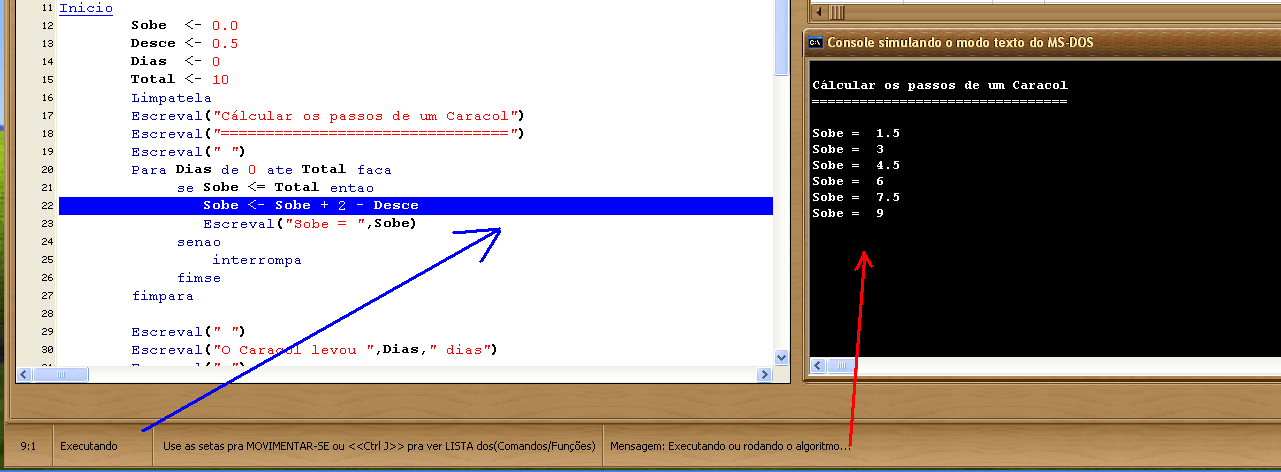 11 Inicio
12 Sobe <- 0.0
13 Desce <- 0.5
14 Dias <- 0
15 Total <- 10
16 Limpatela
17 Escreval("Cálcular os passos de um Caracol")
18 Escreval("================================")
19 Escreval(" ")
20 Para Dias de 0 ate Total faca
21 se Sobe <= Total entao
22 Sobe <- Sobe + 2 - Desce
23 Escreval("Sobe = ",Sobe)
24 senao
25 interrompa
26 fimse
27 fimpara
28
29 Escreval(" ")
30 Escreval("O Caracol levou ",Dias," dias")
Console simulando o modo texto do MS-DOS
Cálcular os passos de um Caracol
================================
Sobe = 1.5
Sobe = 3
Sobe = 4.5
Sobe = 6
Sobe = 7.5
Sobe = 9
9:1 Executando Use as setas pra MOVIMENTAR-SE ou <<Ctrl J>> pra ver LISTA dos(Comandos/Funções) Mensagem: Executando ou rodando o algoritmo...